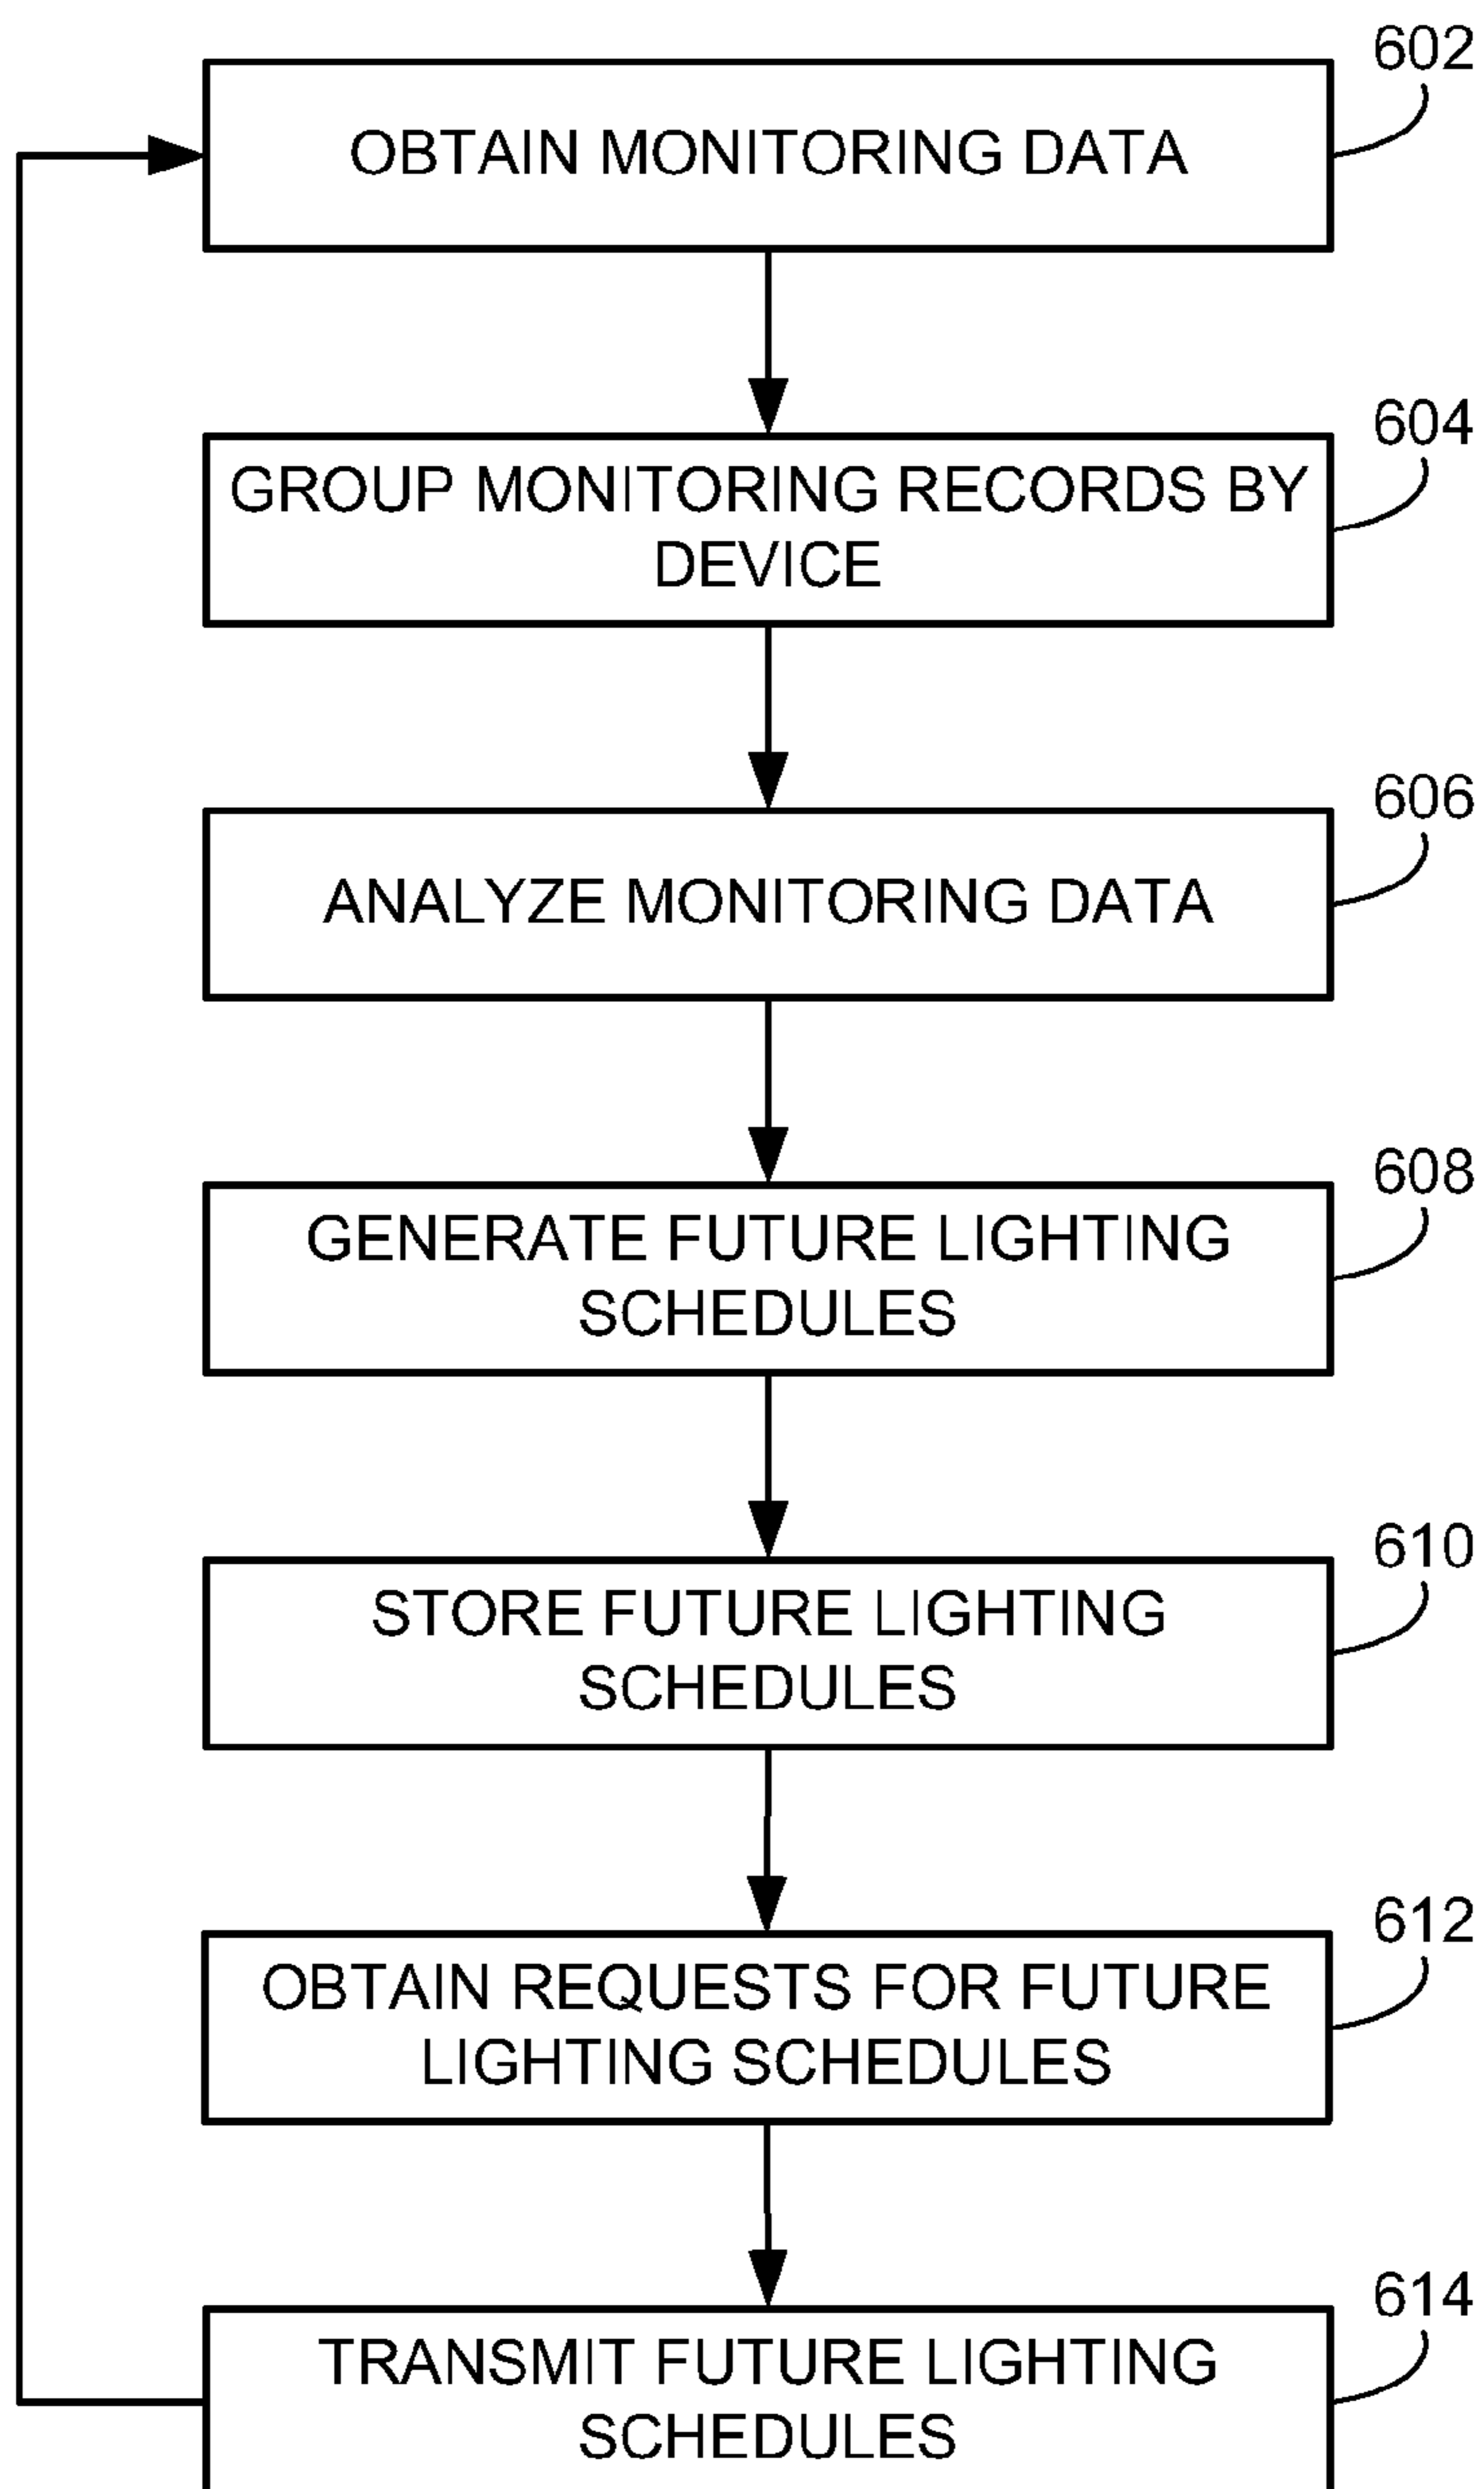 602
OBTAIN MONITORING DATA
604
GROUP MONITORING RECORDS BY
DEVICE
606
ANALYZE MONITORING DATA
608
GENERATE FUTURE LIGHTING
SCHEDULES
610
STORE FUTURE LIGHTING
SCHEDULES
612
OBTAIN REQUESTS FOR FUTURE
LIGHTING SCHEDULES
614
TRANSMIT FUTURE LIGHTING
SCHEDULES